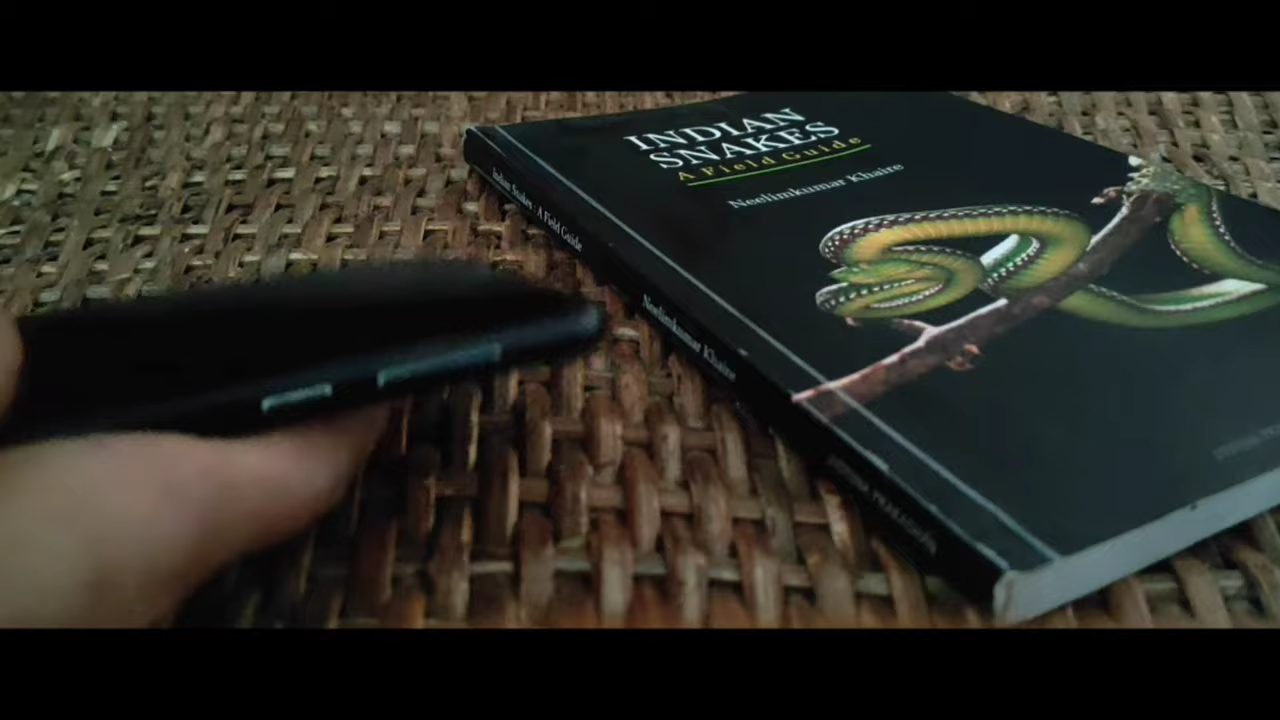 INDIAN
SNAKES
A Field Guide
Neelimkumar Khaire
Indian Snakes : A Field Guide
Neelimkumar Khaire